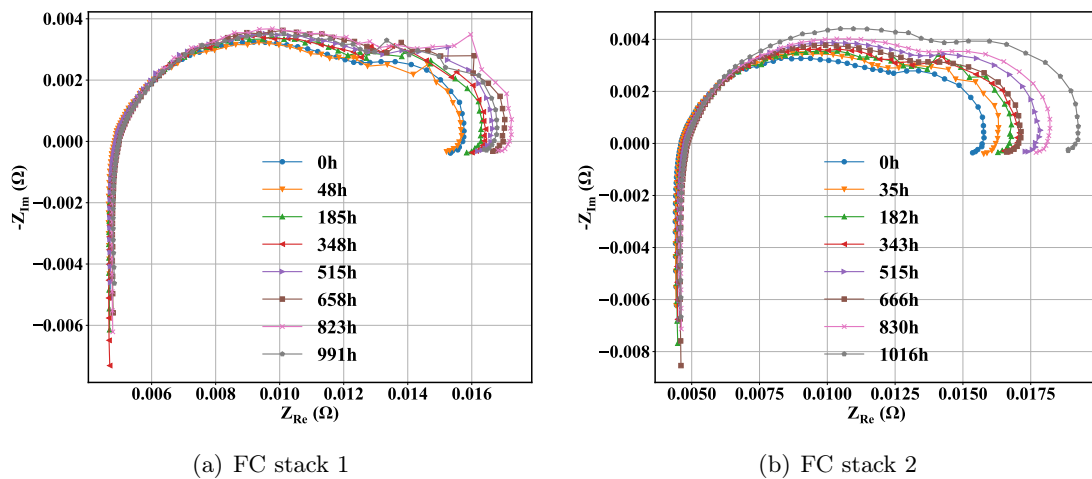 0.004
0.002
0.000
−0.002
−0.004
−0.006
-Z_Im (Ω)
0h
48h
185h
348h
515h
658h
823h
991h
0.006 0.008 0.010 0.012 0.014 0.016
Z_Re (Ω)
(a) FC stack 1
0.004
0.002
0.000
−0.002
−0.004
−0.006
−0.008
-Z_Im (Ω)
0h
35h
182h
343h
515h
666h
830h
1016h
0.0050 0.0075 0.0100 0.0125 0.0150 0.0175
Z_Re (Ω)
(b) FC stack 2